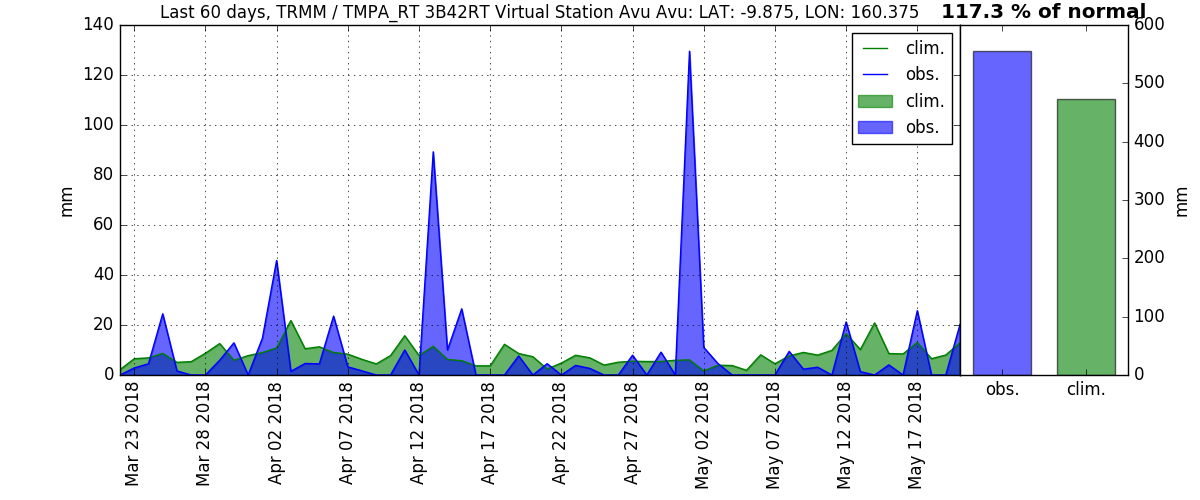 Last 60 days, TRMM / TMPA_RT 3B42RT Virtual Station Avu Avu: LAT: -9.875, LON: 160.375
117.3 % of normal
140
120
100
80
60
40
20
0
mm
clim.
obs.
clim.
obs.
Mar 23 2018
Mar 28 2018
Apr 02 2018
Apr 07 2018
Apr 12 2018
Apr 17 2018
Apr 22 2018
Apr 27 2018
May 02 2018
May 07 2018
May 12 2018
May 17 2018
600
500
400
300
200
100
0
mm
obs.
clim.